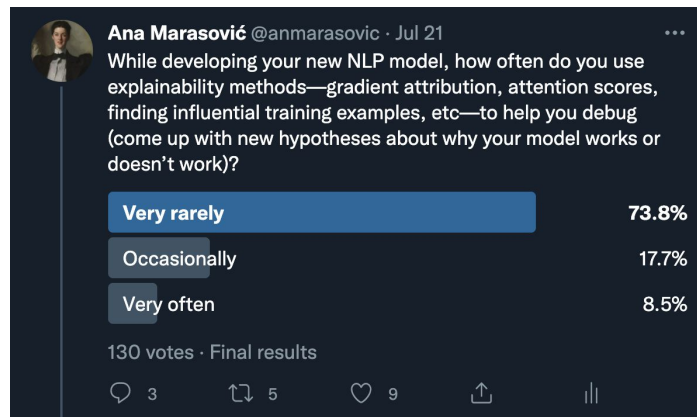 Ana Marasović @anmarasovic · Jul 21
While developing your new NLP model, how often do you use
explainability methods—gradient attribution, attention scores,
finding influential training examples, etc—to help you debug
(come up with new hypotheses about why your model works or
doesn't work)?
Very rarely 73.8%
Occasionally 17.7%
Very often 8.5%
130 votes · Final results
3 5 9